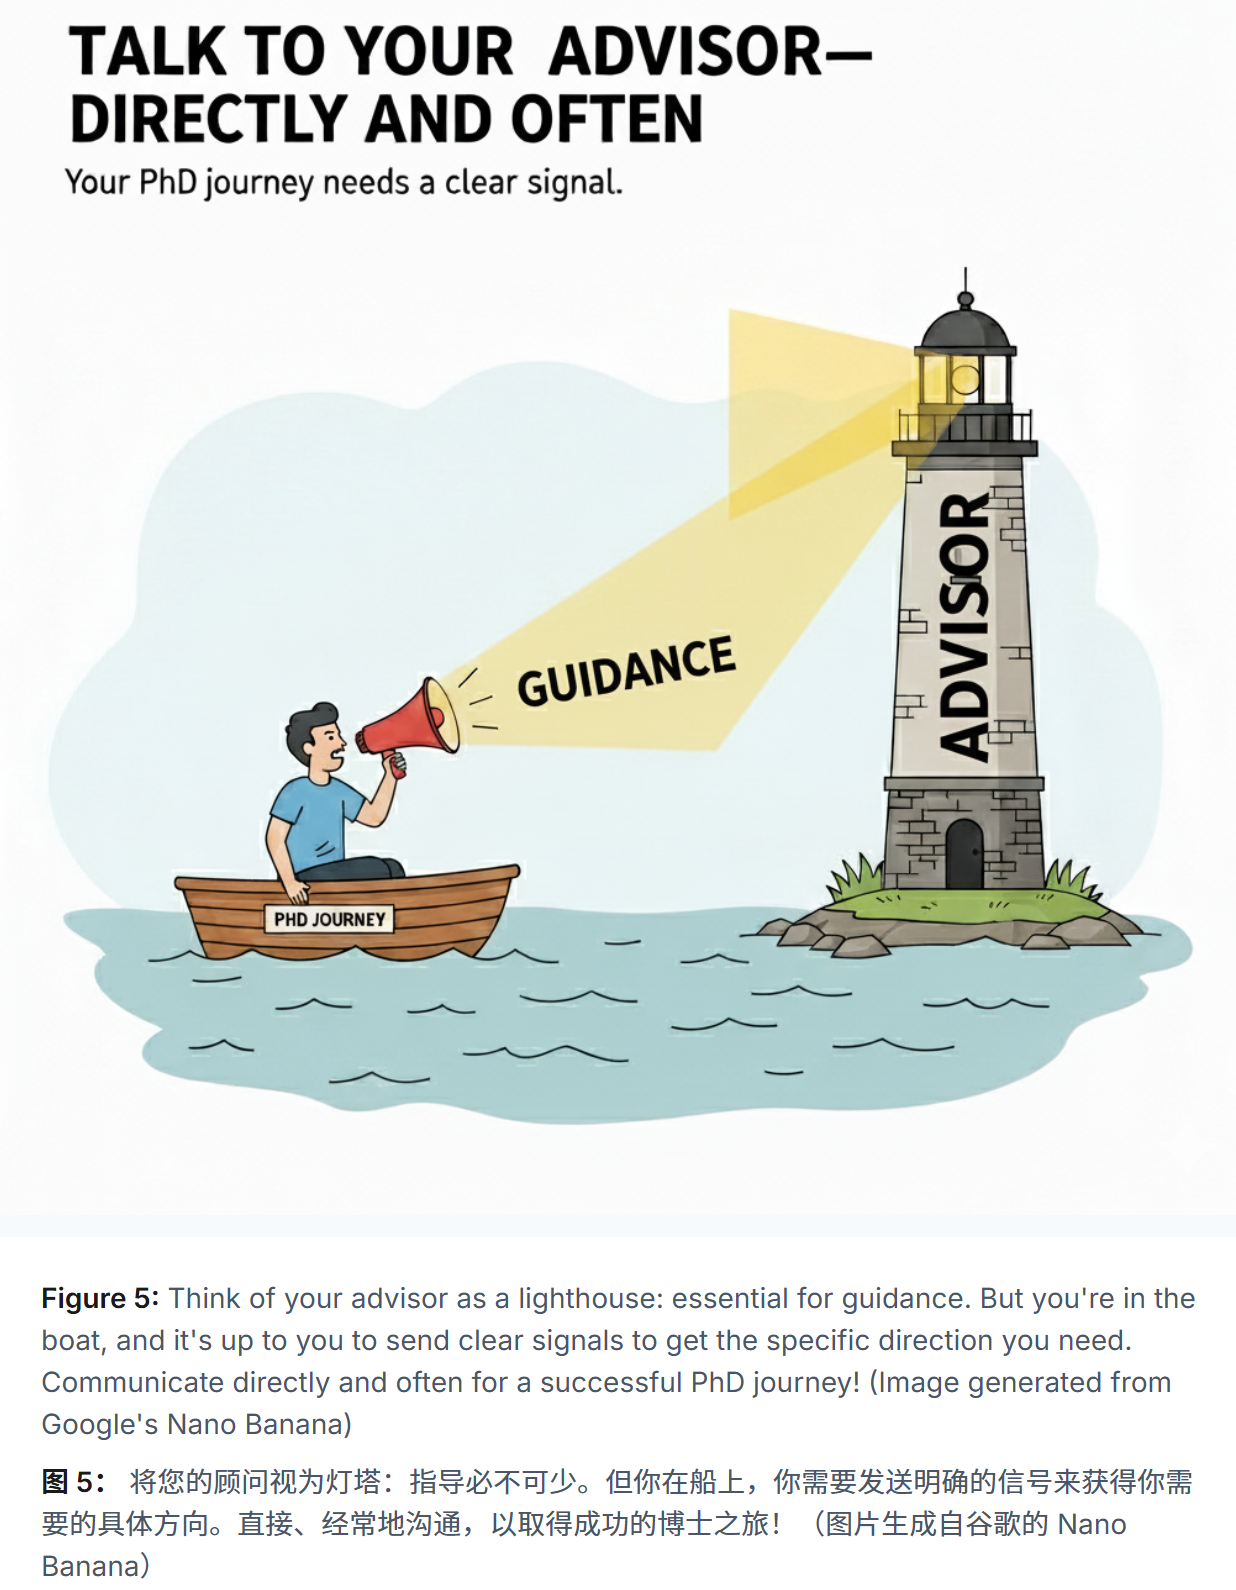 TALK TO YOUR ADVISOR—
DIRECTLY AND OFTEN
Your PhD journey needs a clear signal.
GUIDANCE
ADVISOR
PHD JOURNEY
Figure 5: Think of your advisor as a lighthouse: essential for guidance. But you're in the
boat, and it's up to you to send clear signals to get the specific direction you need.
Communicate directly and often for a successful PhD journey! (Image generated from
Google's Nano Banana)
图 5： 将您的顾问视为灯塔：指导必不可少。但你在船上，你需要发送明确的信号来获得你需
要的具体方向。直接、经常地沟通，以取得成功的博士之旅！（图片生成自谷歌的 Nano
Banana）